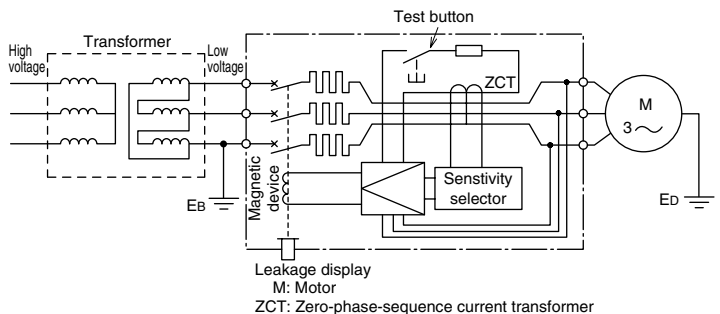 Test button
Transformer
High
voltage
Low
voltage
ZCT
M
3
Magnetic
device
Senstivity
selector
EB
ED
Leakage display
M: Motor
ZCT: Zero-phase-sequence current transformer